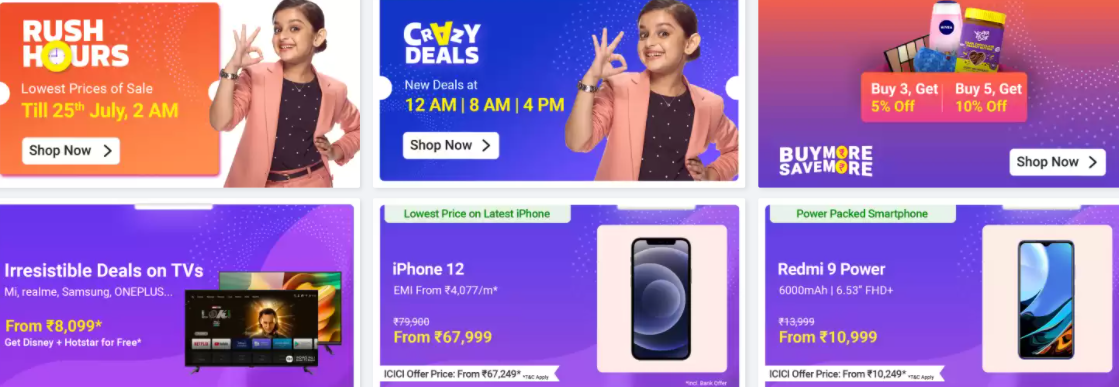 RUSH
HOURS
Lowest Prices of Sale
Till 25th July, 2 AM
Shop Now >
CRAZY
DEALS
New Deals at
12 AM | 8 AM | 4 PM
Shop Now >
NIVEA
Buy 3, Get
5% Off
Buy 5, Get
10% Off
BUYMORE
SAVEMORE
Shop Now >
Irresistible Deals on TVs
Mi, realme, Samsung, ONEPLUS...
From ₹8,099*
Get Disney + Hotstar for Free*
LOKI
NETFLIX
Lowest Price on Latest iPhone
iPhone 12
EMI From ₹4,077/m*
₹79,900
From ₹67,999
ICICI Offer Price: From ₹67,249* *T&C Apply
*Incl. Bank Offer
Power Packed Smartphone
Redmi 9 Power
6000mAh | 6.53” FHD+
₹13,999
From ₹10,999
ICICI Offer Price: From ₹10,249* *T&C Apply